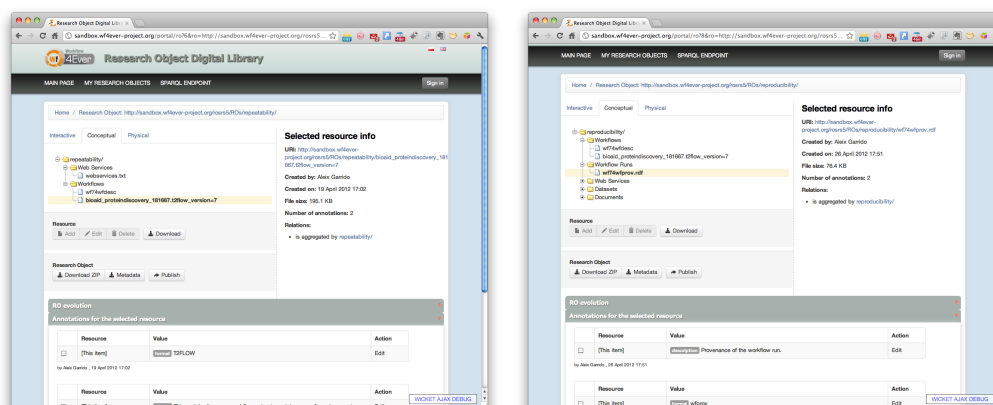 Research Object Digital Libra
sandbox.wf4ever-project.org/portal/ro?6&ro=http://sandbox.wf4ever-project.org/rosrs5...
Workflow
4Ever
Research Object Digital Library
MAIN PAGE MY RESEARCH OBJECTS SPARQL ENDPOINT
Sign in
Home / Research Object: http://sandbox.wf4ever-project.org/rosrs5/ROs/repeatability/
Interactive Conceptual Physical
repeatability/
Web Services
webservices.txt
Workflows
wf74wfdesc
bioaid_proteindiscovery_181667.t2flow_version=7
Selected resource info
URI: http://sandbox.wf4ever-
project.org/rosrs5/ROs/repeatability/bioaid_proteindiscovery_181
667.t2flow_version=7
Created by: Aleix Garrido
Created on: 19 April 2012 17:02
File size: 195.1 KB
Number of annotations: 2
Relations:
is aggregated by repeatability/
Resource
Add Edit Delete Download
Research Object
Download ZIP Metadata Publish
RO evolution
Annotations for the selected resource
Resource Value Action
[This item] format T2FLOW Edit
by Aleix Garrido , 19 April 2012 17:02
Resource Value Action
WICKET AJAX DEBUG
Research Object Digital Libra
sandbox.wf4ever-project.org/portal/ro?8&ro=http://sandbox.wf4ever-project.org/rosrs5...
MAIN PAGE MY RESEARCH OBJECTS SPARQL ENDPOINT
Sign in
Home / Research Object: http://sandbox.wf4ever-project.org/rosrs5/ROs/reproducibility/
Interactive Conceptual Physical
reproducibility/
Workflows
wf74wfdesc
bioaid_proteindiscovery_181667.t2flow_version=7
Workflow Runs
wf74wfprov.rdf
Web Services
Datasets
Documents
Selected resource info
URI: http://sandbox.wf4ever-
project.org/rosrs5/ROs/reproducibility/wf74wfprov.rdf
Created by: Aleix Garrido
Created on: 26 April 2012 17:51
File size: 76.4 KB
Number of annotations: 2
Relations:
is aggregated by reproducibility/
Resource
Add Edit Delete Download
Research Object
Download ZIP Metadata Publish
RO evolution
Annotations for the selected resource
Resource Value Action
[This item] description Provenance of the workflow run. Edit
by Aleix Garrido , 26 April 2012 17:51
Resource Value Action
[This item] format wfprov Edit
WICKET AJAX DEBUG